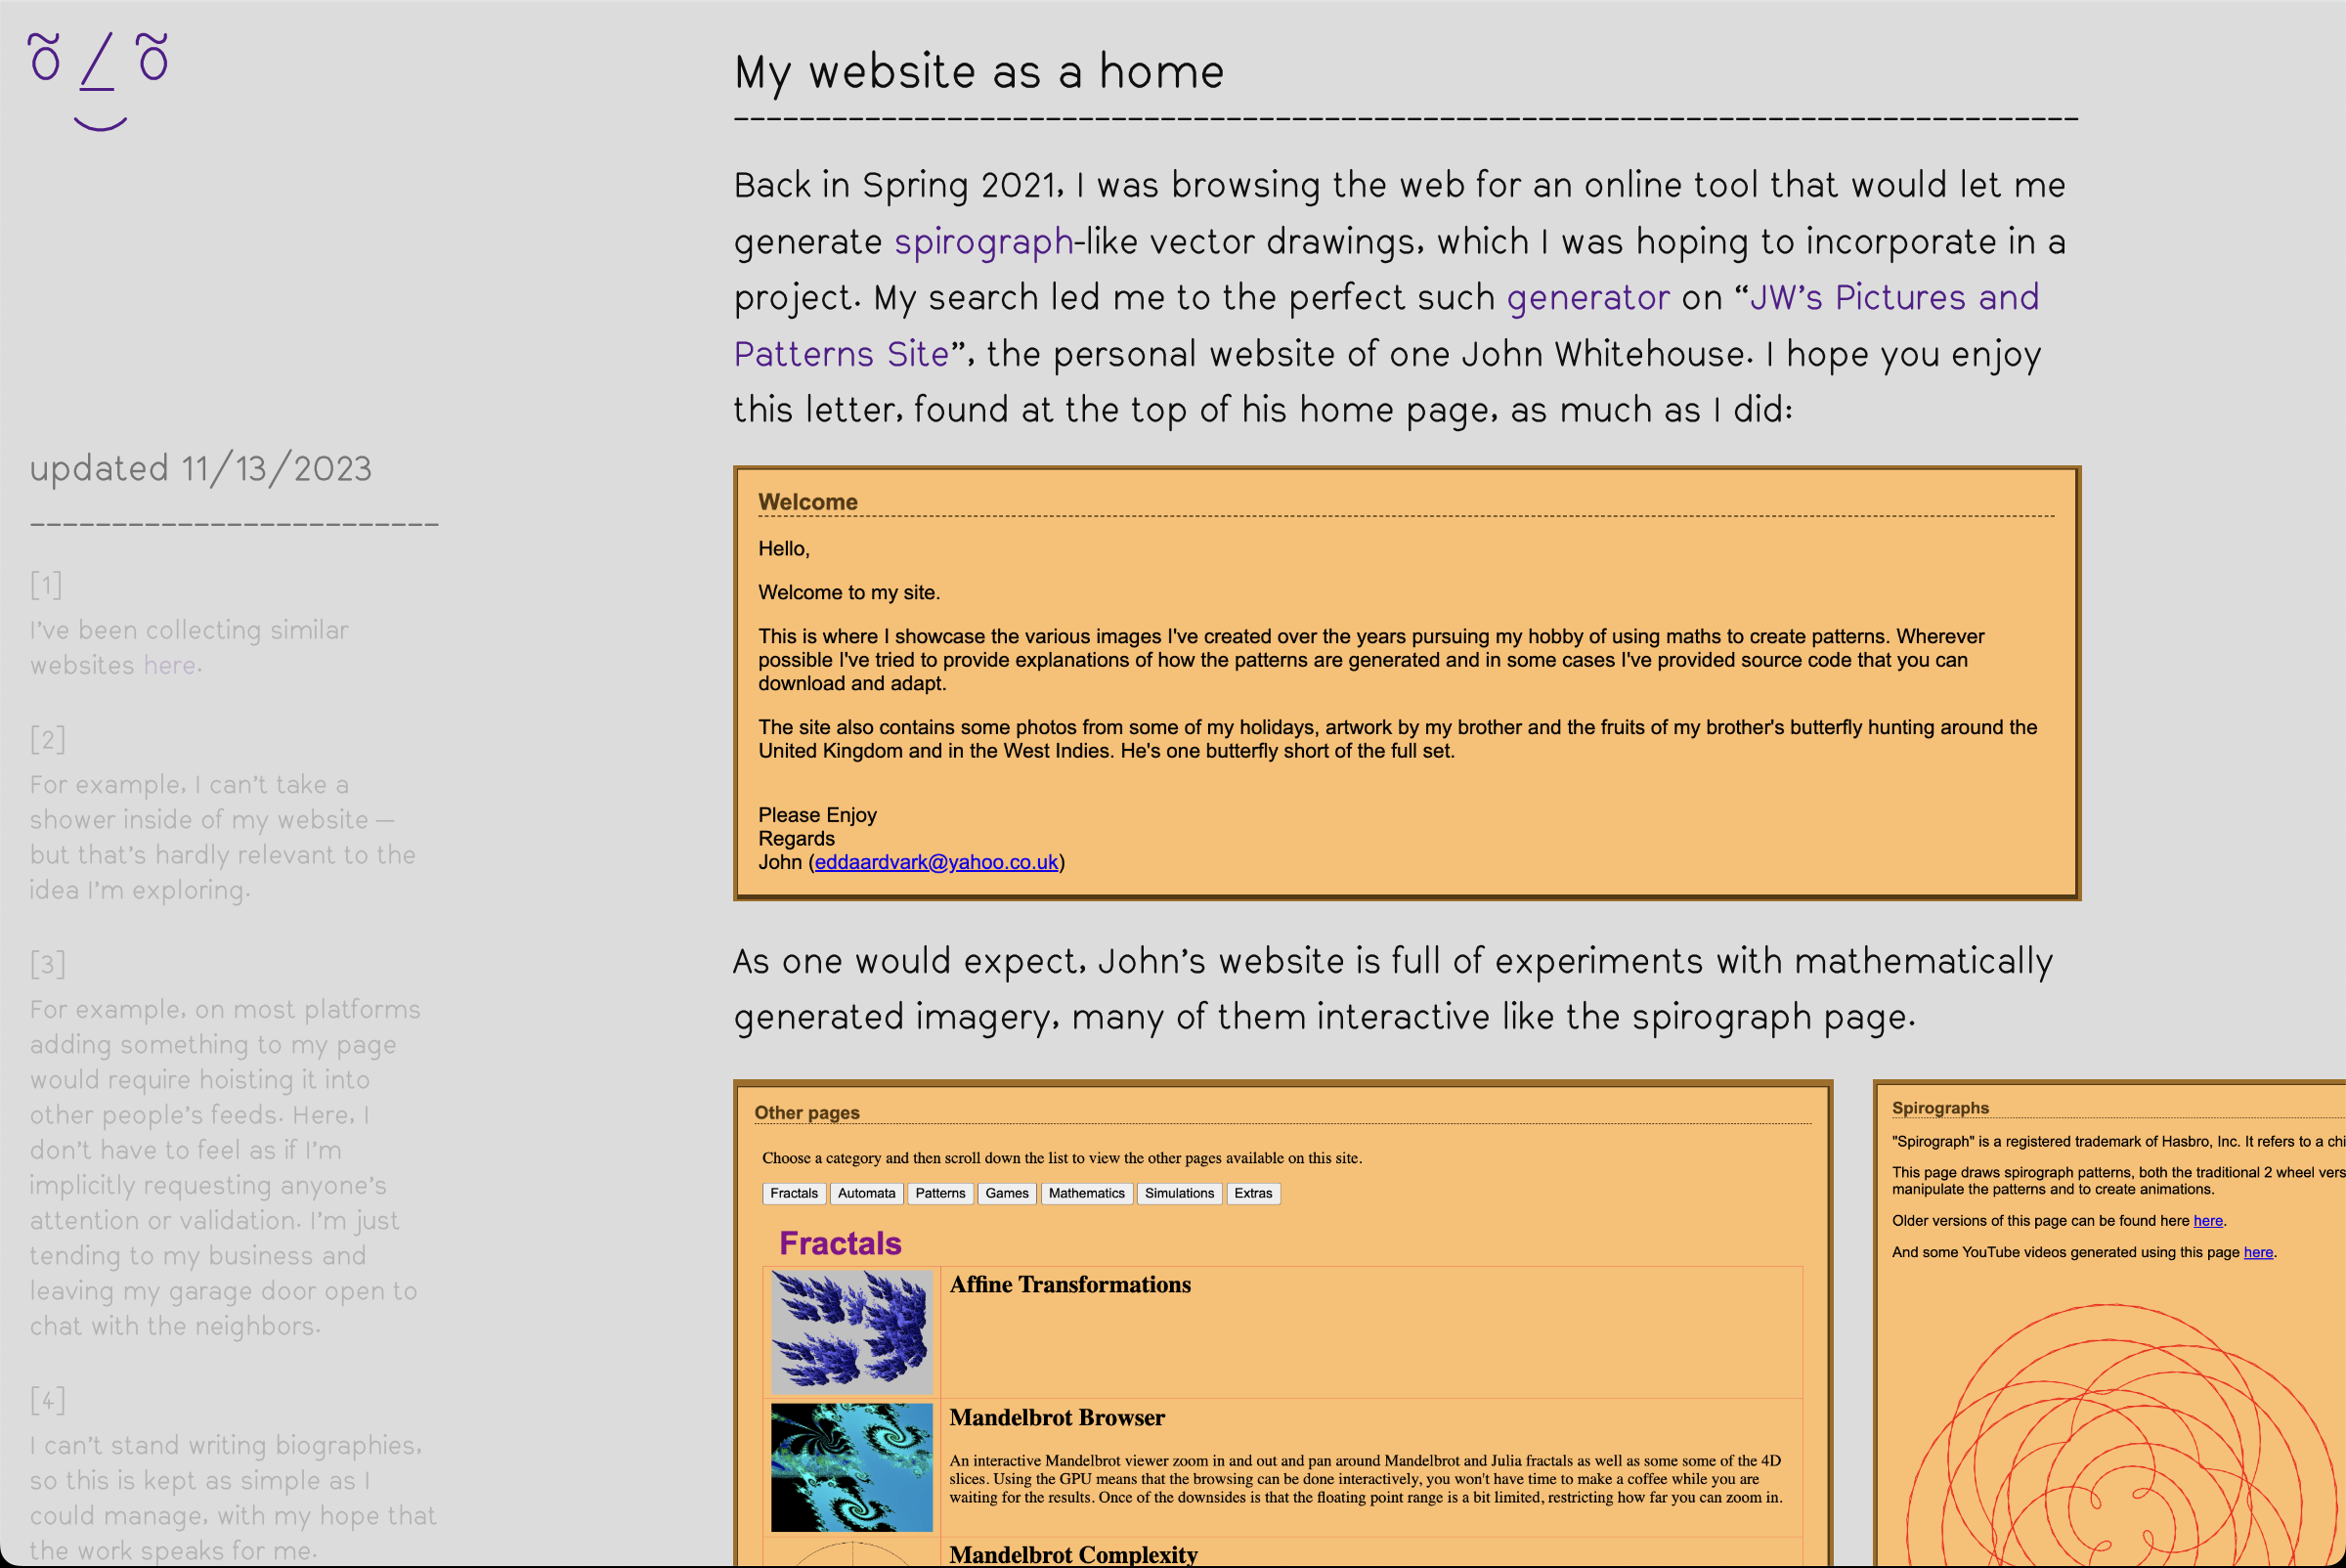 õ / õ
My website as a home
Back in Spring 2021, I was browsing the web for an online tool that would let me
generate spirograph-like vector drawings, which I was hoping to incorporate in a
project. My search led me to the perfect such generator on “JW’s Pictures and
Patterns Site”, the personal website of one John Whitehouse. I hope you enjoy
this letter, found at the top of his home page, as much as I did:
Welcome
Hello,
Welcome to my site.
This is where I showcase the various images I've created over the years pursuing my hobby of using maths to create patterns. Wherever
possible I've tried to provide explanations of how the patterns are generated and in some cases I've provided source code that you can
download and adapt.
The site also contains some photos from some of my holidays, artwork by my brother and the fruits of my brother's butterfly hunting around the
United Kingdom and in the West Indies. He's one butterfly short of the full set.
Please Enjoy
Regards
John (eddaardvark@yahoo.co.uk)
As one would expect, John’s website is full of experiments with mathematically
generated imagery, many of them interactive like the spirograph page.
Other pages
Choose a category and then scroll down the list to view the other pages available on this site.
Fractals Automata Patterns Games Mathematics Simulations Extras
Fractals
Affine Transformations
Mandelbrot Browser
An interactive Mandelbrot viewer zoom in and out and pan around Mandelbrot and Julia fractals as well as some some of the 4D
slices. Using the GPU means that the browsing can be done interactively, you won't have time to make a coffee while you are
waiting for the results. Once of the downsides is that the floating point range is a bit limited, restricting how far you can zoom in.
Mandelbrot Complexity
Spirographs
"Spirograph" is a registered trademark of Hasbro, Inc. It refers to a chi
This page draws spirograph patterns, both the traditional 2 wheel vers
manipulate the patterns and to create animations.
Older versions of this page can be found here here.
And some YouTube videos generated using this page here.
updated 11/13/2023
[1]
I’ve been collecting similar
websites here.
[2]
For example, I can’t take a
shower inside of my website —
but that’s hardly relevant to the
idea I’m exploring.
[3]
For example, on most platforms
adding something to my page
would require hoisting it into
other people’s feeds. Here, I
don’t have to feel as if I’m
implicitly requesting anyone’s
attention or validation. I’m just
tending to my business and
leaving my garage door open to
chat with the neighbors.
[4]
I can’t stand writing biographies,
so this is kept as simple as I
could manage, with my hope that
the work speaks for me.